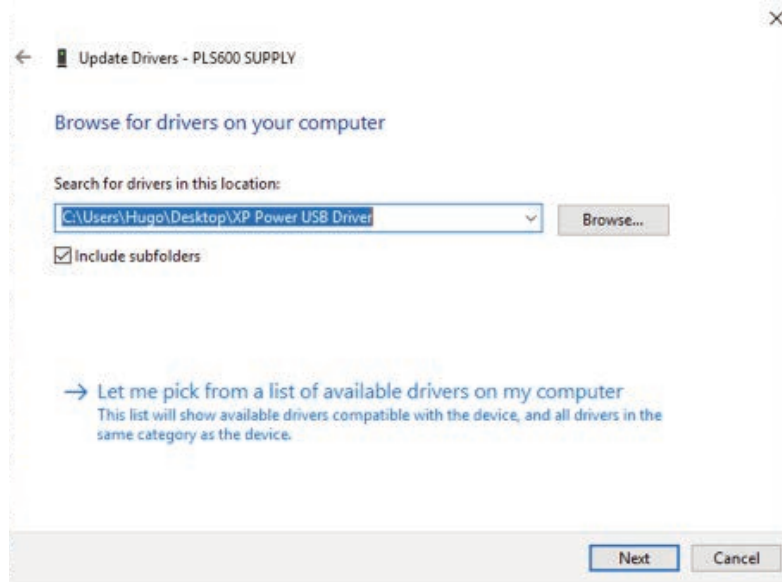 Update Drivers - PLS600 SUPPLY
Browse for drivers on your computer
Search for drivers in this location:
C:\Users\Hugo\Desktop\XP Power USB Driver
Browse...
Include subfolders
Let me pick from a list of available drivers on my computer
This list will show available drivers compatible with the device, and all drivers in the
same category as the device.
Next
Cancel